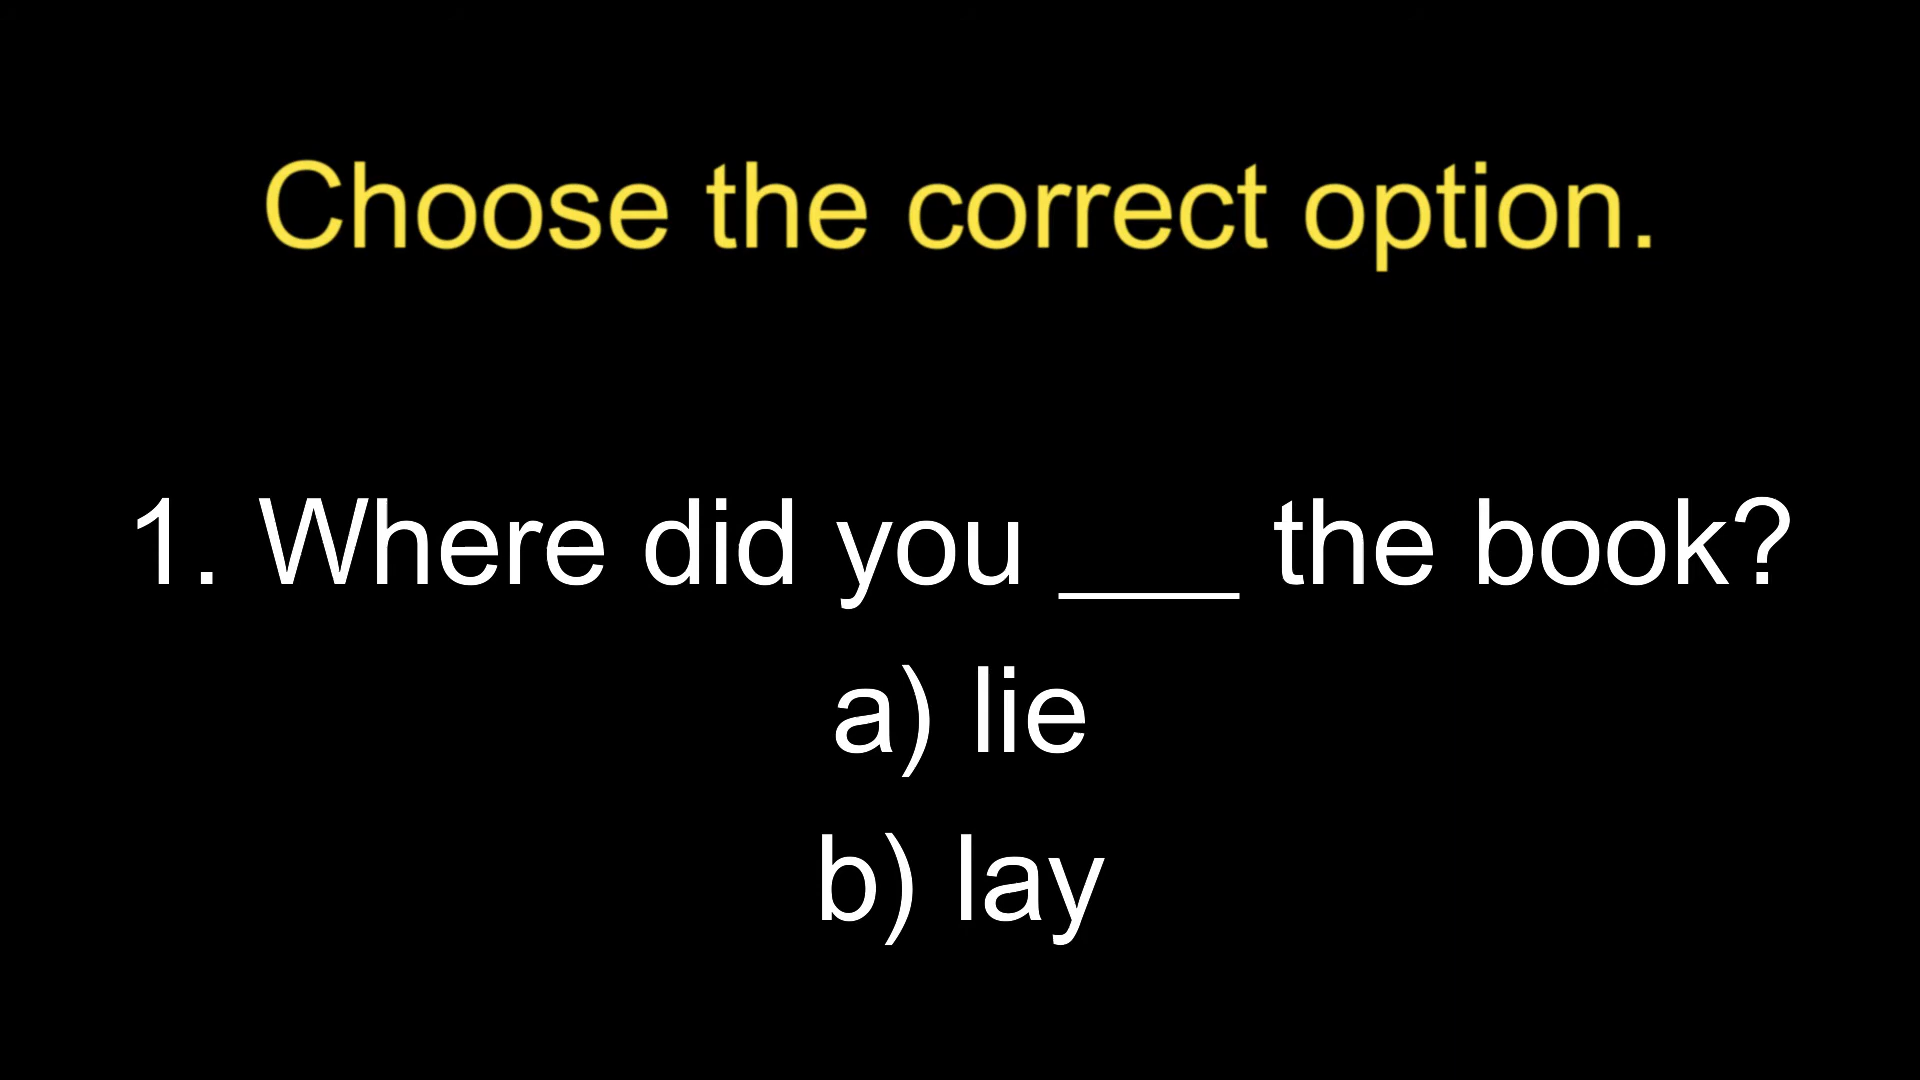 Choose the correct option.
1. Where did you ___ the book?
a) lie
b) lay